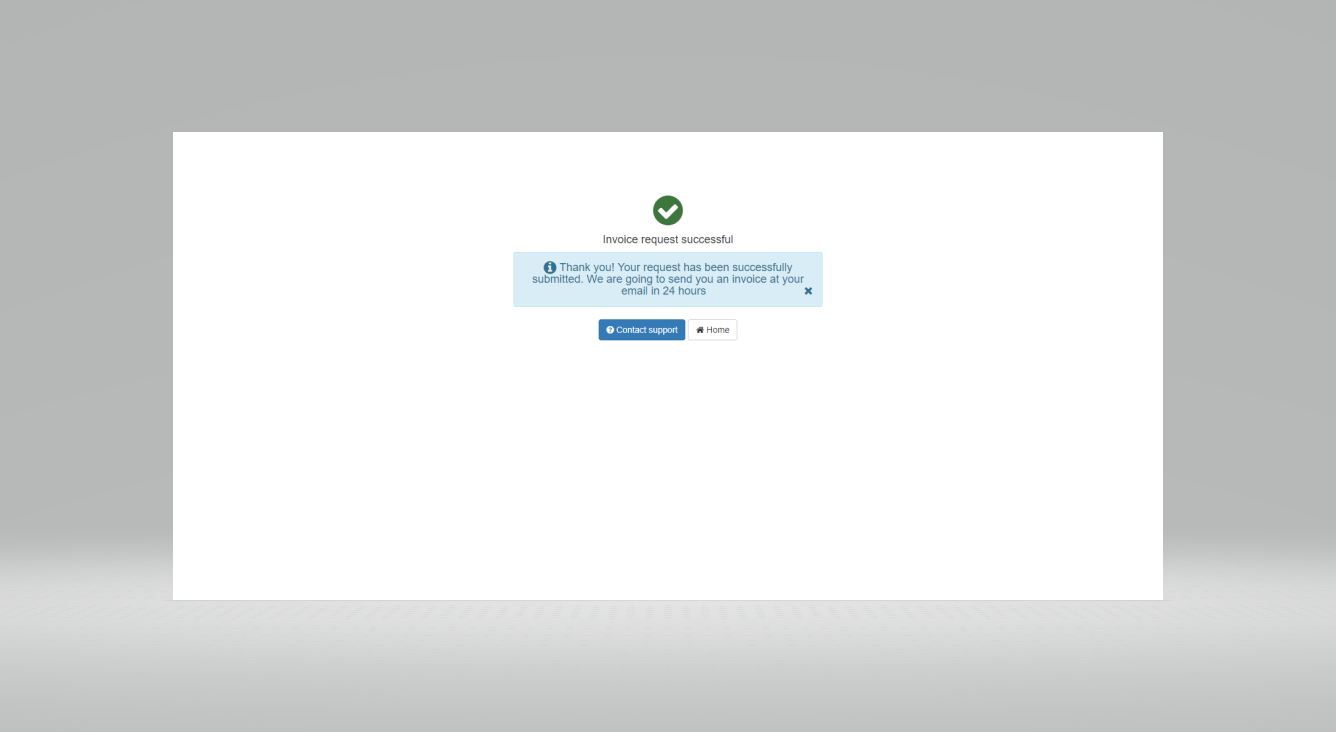 Invoice request successful
Thank you! Your request has been successfully
submitted. We are going to send you an invoice at your
email in 24 hours
Contact support
Home